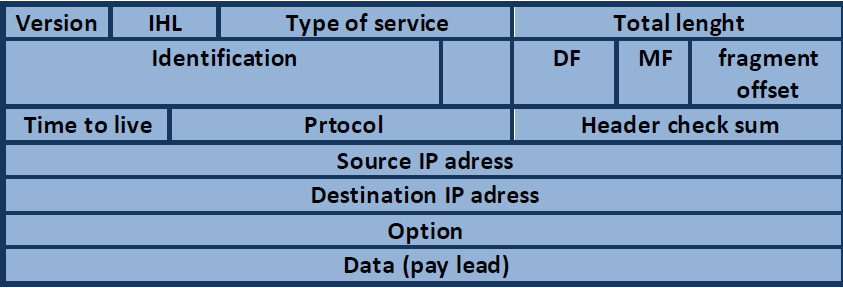 Version IHL Type of service Total lenght
Identification DF MF fragment
offset
Time to live Prtocol Header check sum
Source IP adress
Destination IP adress
Option
Data (pay lead)